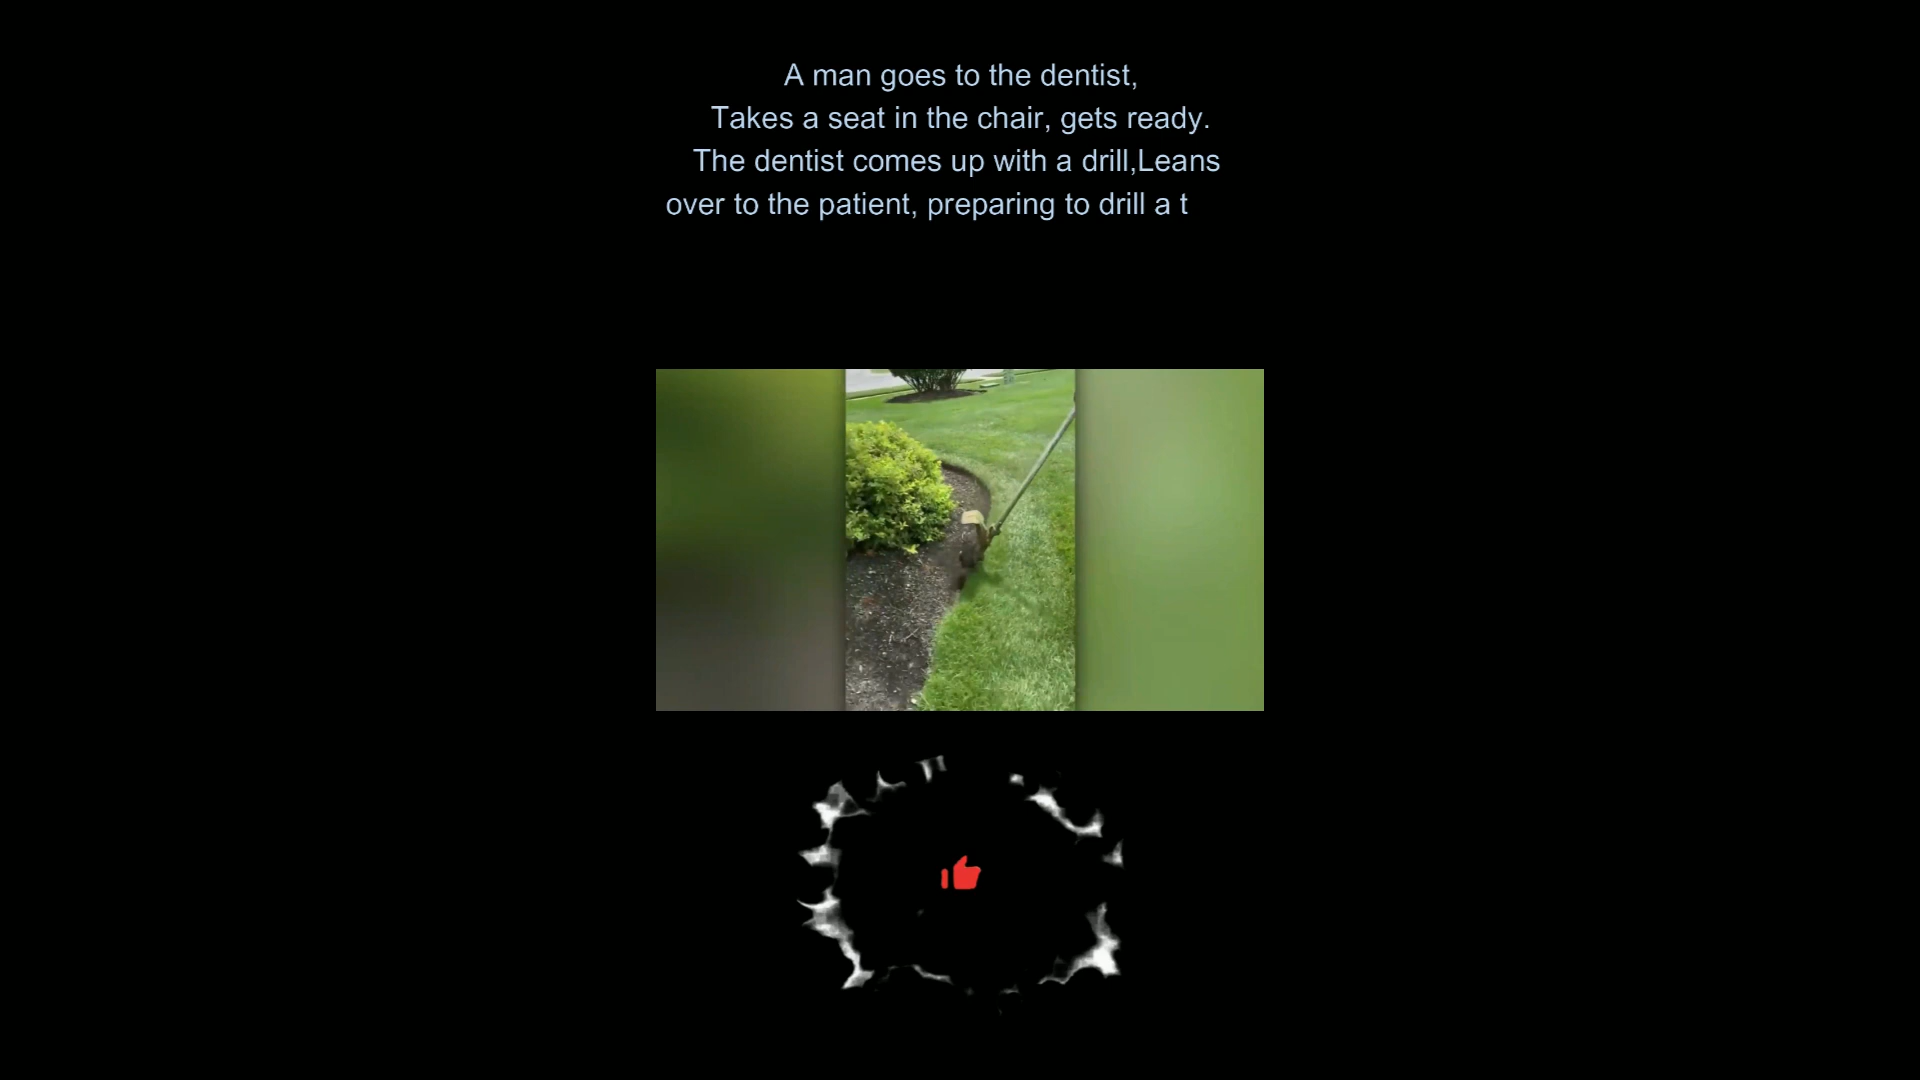 A man goes to the dentist,
Takes a seat in the chair, gets ready.
The dentist comes up with a drill,Leans
over to the patient, preparing to drill a t